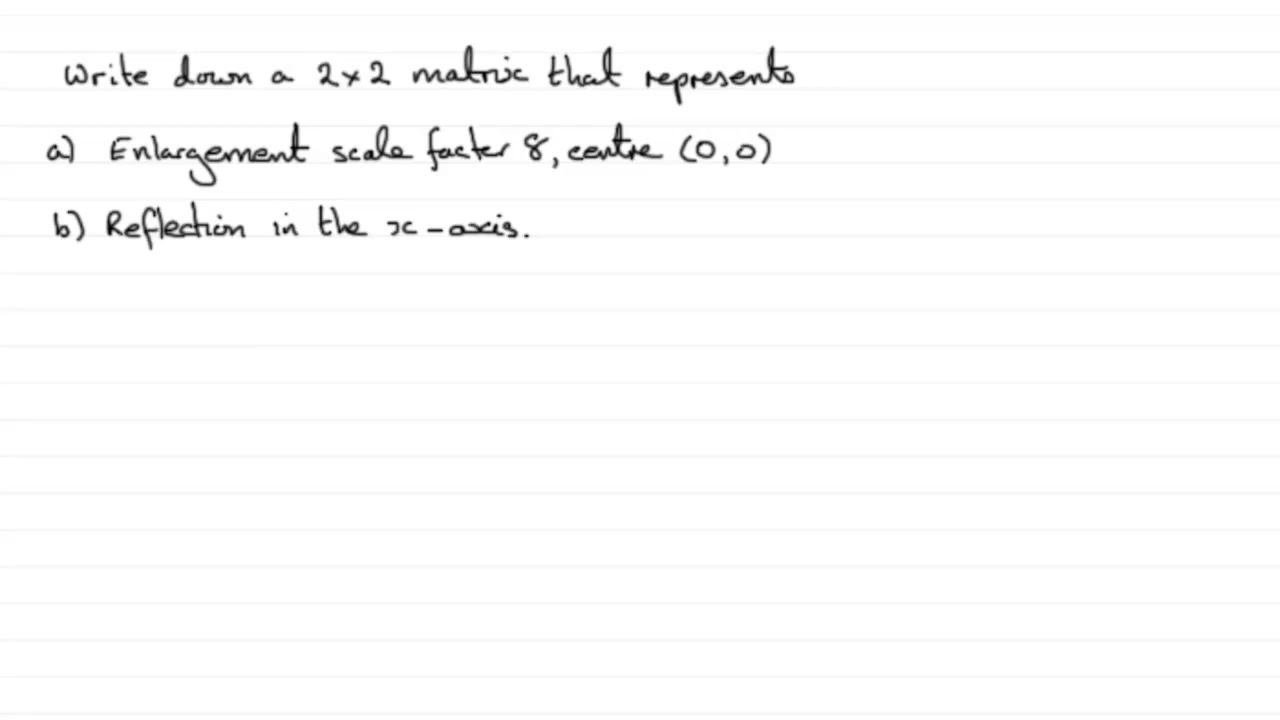 Write down a 2×2 matrix that represents
a) Enlargement scale factor 8, centre (0,0)
b) Reflection in the x-axis.